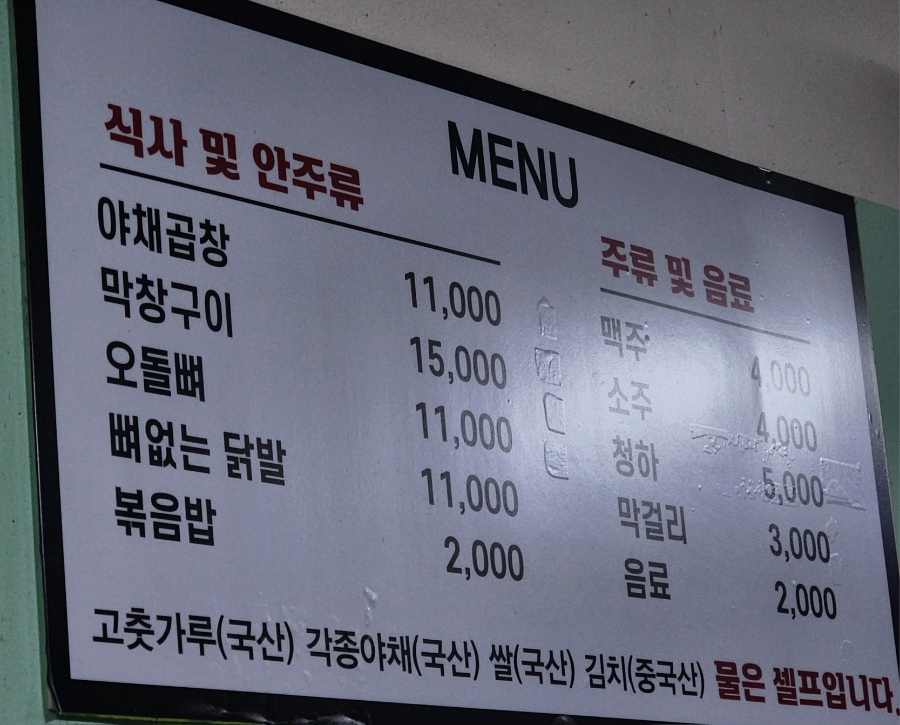 MENU
식사 및 안주류
야채곱창 11,000
막창구이 15,000
오돌뼈 11,000
뼈없는 닭발 11,000
볶음밥 2,000
주류 및 음료
맥주 4,000
소주 4,000
청하 5,000
막걸리 3,000
음료 2,000
고춧가루(국산) 각종야채(국산) 쌀(국산) 김치(중국산) 물은 셀프입니다.